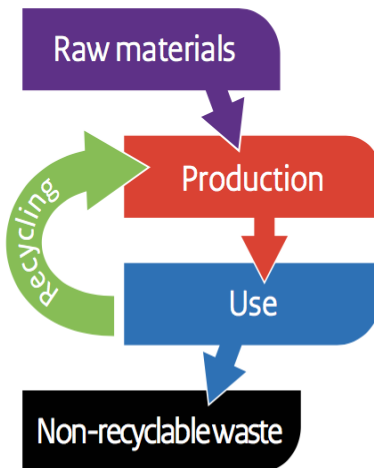 Raw materials
Production
Recycling
Use
Non-recyclable waste